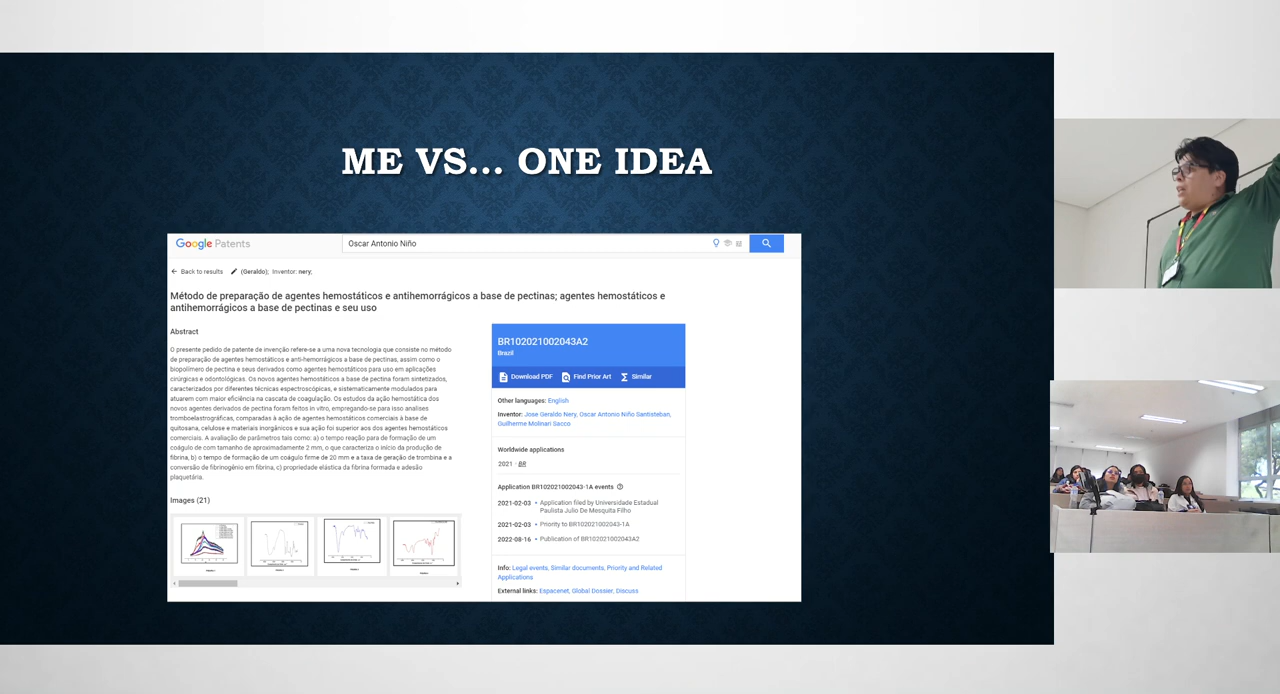 ME VS... ONE IDEA
Google Patents
Oscar Antonio Niño
Back to results
(Geraldo); Inventor: nery;
Método de preparação de agentes hemostáticos e antihemorrágicos a base de pectinas; agentes hemostáticos e
antihemorrágicos a base de pectinas e seu uso
Abstract
O presente pedido de patente de invenção refere-se a uma nova tecnologia que consiste no método
de preparação de agentes hemostáticos e anti-hemorrágicos a base de pectinas, assim como o
biopolímero de pectina e seus derivados como agentes hemostáticos para uso em aplicações
cirúrgicas e odontológicas. Os novos agentes hemostáticos a base de pectina foram sintetizados,
caracterizados por diferentes técnicas espectroscópicas, e sistematicamente modulados para
atuarem com maior eficiência na cascata de coagulação. Os estudos da ação hemostática dos
novos agentes derivados de pectina foram feitos in vitro, empregando-se para isso análises
tromboelastrográficas, comparadas à ação de agentes hemostáticos comerciais à base de
quitosana, celulose e materiais inorgânicos e sua ação foi superior aos dos agentes hemostáticos
comerciais. A avaliação de parâmetros tais como: a) o tempo reação para de formação de um
coágulo de com tamanho de aproximadamente 2 mm, o que caracteriza o início da produção de
fibrina, b) o tempo de formação de um coágulo firme de 20 mm e a taxa de geração de trombina e a
conversão de fibrinogênio em fibrina, c) propriedade elástica da fibrina formada e adesão
plaquetária.
Images (21)
BR102021002043A2
Brazil
Download PDF
Find Prior Art
Similar
Other languages: English
Inventor: Jose Geraldo Nery, Oscar Antonio Niño Santisteban,
Guilherme Molinari Sacco
Worldwide applications
2021 · BR
Application BR102021002043-1A events
2021-02-03 • Application filed by Universidade Estadual
Paulista Julio De Mesquita Filho
2021-02-03 • Priority to BR102021002043-1A
2022-08-16 • Publication of BR102021002043A2
Info: Legal events, Similar documents, Priority and Related
Applications
External links: Espacenet, Global Dossier, Discuss